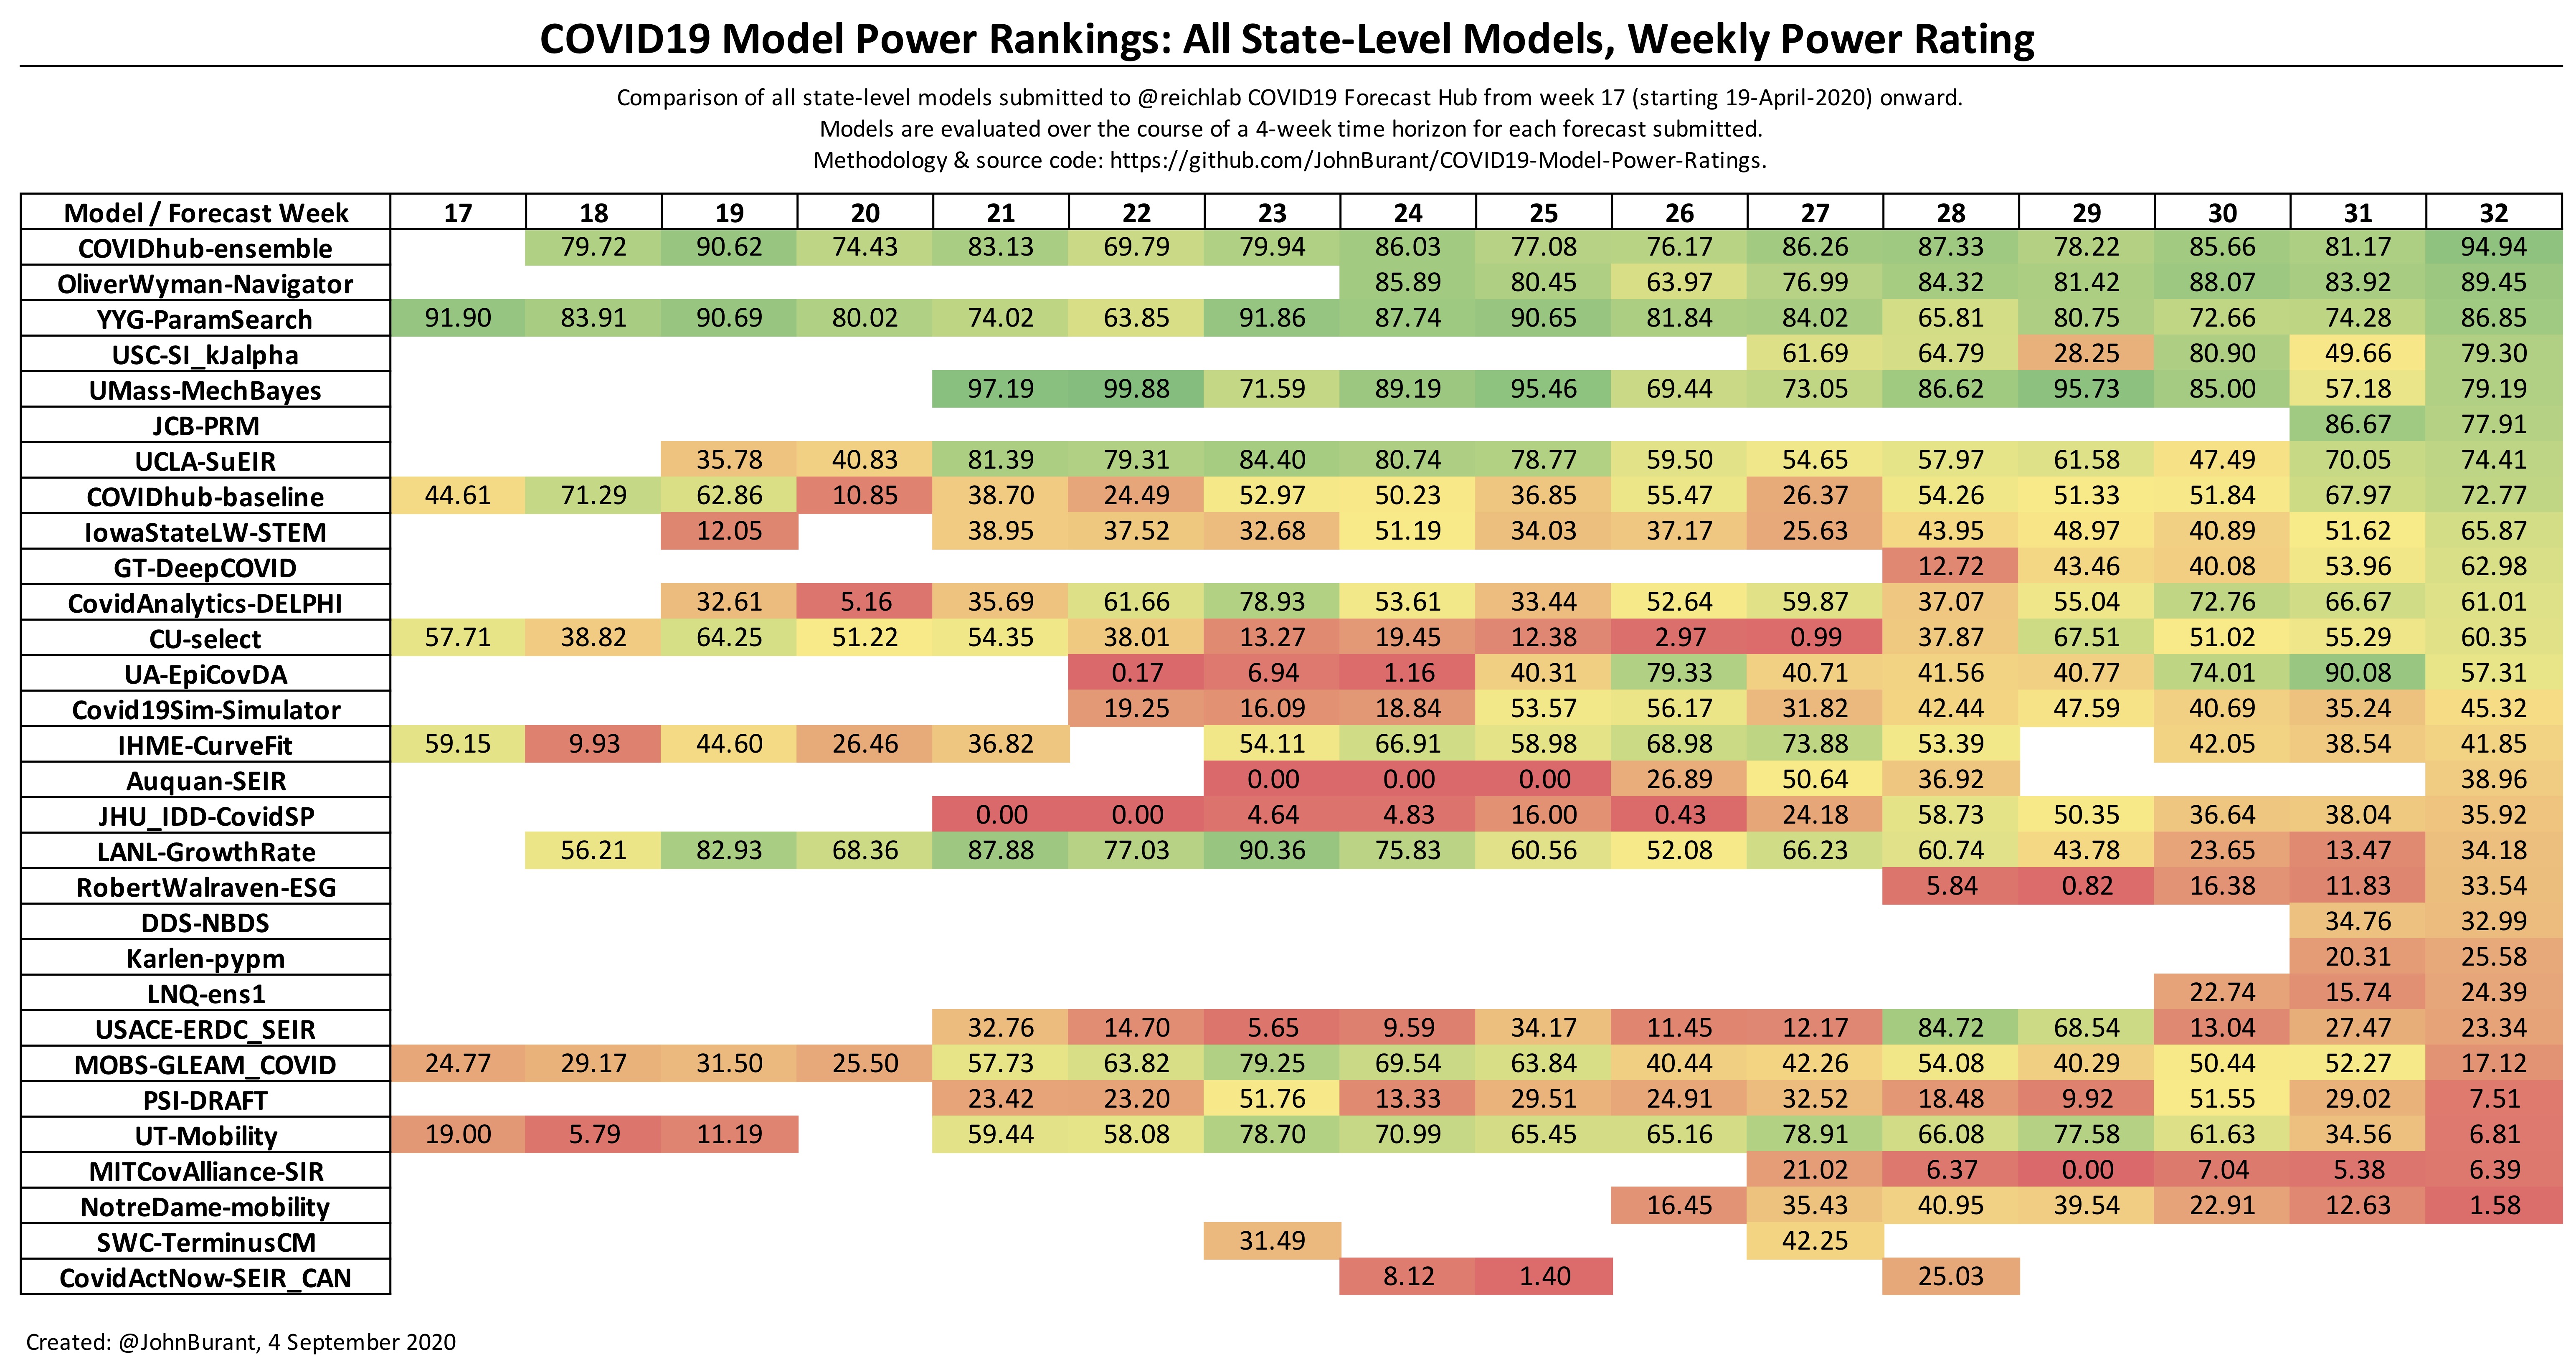 COVID19 Model Power Rankings: All State-Level Models, Weekly Power Rating
Comparison of all state-level models submitted to @reichlab COVID19 Forecast Hub from week 17 (starting 19-April-2020) onward.
Models are evaluated over the course of a 4-week time horizon for each forecast submitted.
Methodology & source code: https://github.com/JohnBurant/COVID19-Model-Power-Ratings.
Model / Forecast Week 17 18 19 20 21 22 23 24 25 26 27 28 29 30 31 32
COVIDhub-ensemble 79.72 90.62 74.43 83.13 69.79 79.94 86.03 77.08 76.17 86.26 87.33 78.22 85.66 81.17 94.94
OliverWyman-Navigator 85.89 80.45 63.97 76.99 84.32 81.42 88.07 83.92 89.45
YYG-ParamSearch 91.90 83.91 90.69 80.02 74.02 63.85 91.86 87.74 90.65 81.84 84.02 65.81 80.75 72.66 74.28 86.85
USC-SI_kJalpha 61.69 64.79 28.25 80.90 49.66 79.30
UMass-MechBayes 97.19 99.88 71.59 89.19 95.46 69.44 73.05 86.62 95.73 85.00 57.18 79.19
JCB-PRM 86.67 77.91
UCLA-SuEIR 35.78 40.83 81.39 79.31 84.40 80.74 78.77 59.50 54.65 57.97 61.58 47.49 70.05 74.41
COVIDhub-baseline 44.61 71.29 62.86 10.85 38.70 24.49 52.97 50.23 36.85 55.47 26.37 54.26 51.33 51.84 67.97 72.77
IowaStateLW-STEM 12.05 38.95 37.52 32.68 51.19 34.03 37.17 25.63 43.95 48.97 40.89 51.62 65.87
GT-DeepCOVID 12.72 43.46 40.08 53.96 62.98
CovidAnalytics-DELPHI 32.61 5.16 35.69 61.66 78.93 53.61 33.44 52.64 59.87 37.07 55.04 72.76 66.67 61.01
CU-select 57.71 38.82 64.25 51.22 54.35 38.01 13.27 19.45 12.38 2.97 0.99 37.87 67.51 51.02 55.29 60.35
UA-EpiCovDA 0.17 6.94 1.16 40.31 79.33 40.71 41.56 40.77 74.01 90.08 57.31
Covid19Sim-Simulator 19.25 16.09 18.84 53.57 56.17 31.82 42.44 47.59 40.69 35.24 45.32
IHME-CurveFit 59.15 9.93 44.60 26.46 36.82 54.11 66.91 58.98 68.98 73.88 53.39 42.05 38.54 41.85
Auquan-SEIR 0.00 0.00 0.00 26.89 50.64 36.92 38.96
JHU_IDD-CovidSP 0.00 0.00 4.64 4.83 16.00 0.43 24.18 58.73 50.35 36.64 38.04 35.92
LANL-GrowthRate 56.21 82.93 68.36 87.88 77.03 90.36 75.83 60.56 52.08 66.23 60.74 43.78 23.65 13.47 34.18
RobertWalraven-ESG 5.84 0.82 16.38 11.83 33.54
DDS-NBDS 34.76 32.99
Karlen-pypm 20.31 25.58
LNQ-ens1 22.74 15.74 24.39
USACE-ERDC_SEIR 32.76 14.70 5.65 9.59 34.17 11.45 12.17 84.72 68.54 13.04 27.47 23.34
MOBS-GLEAM_COVID 24.77 29.17 31.50 25.50 57.73 63.82 79.25 69.54 63.84 40.44 42.26 54.08 40.29 50.44 52.27 17.12
PSI-DRAFT 23.42 23.20 51.76 13.33 29.51 24.91 32.52 18.48 9.92 51.55 29.02 7.51
UT-Mobility 19.00 5.79 11.19 59.44 58.08 78.70 70.99 65.45 65.16 78.91 66.08 77.58 61.63 34.56 6.81
MITCovAlliance-SIR 21.02 6.37 0.00 7.04 5.38 6.39
NotreDame-mobility 16.45 35.43 40.95 39.54 22.91 12.63 1.58
SWC-TerminusCM 31.49 42.25
CovidActNow-SEIR_CAN 8.12 1.40 25.03
Created: @JohnBurant, 4 September 2020